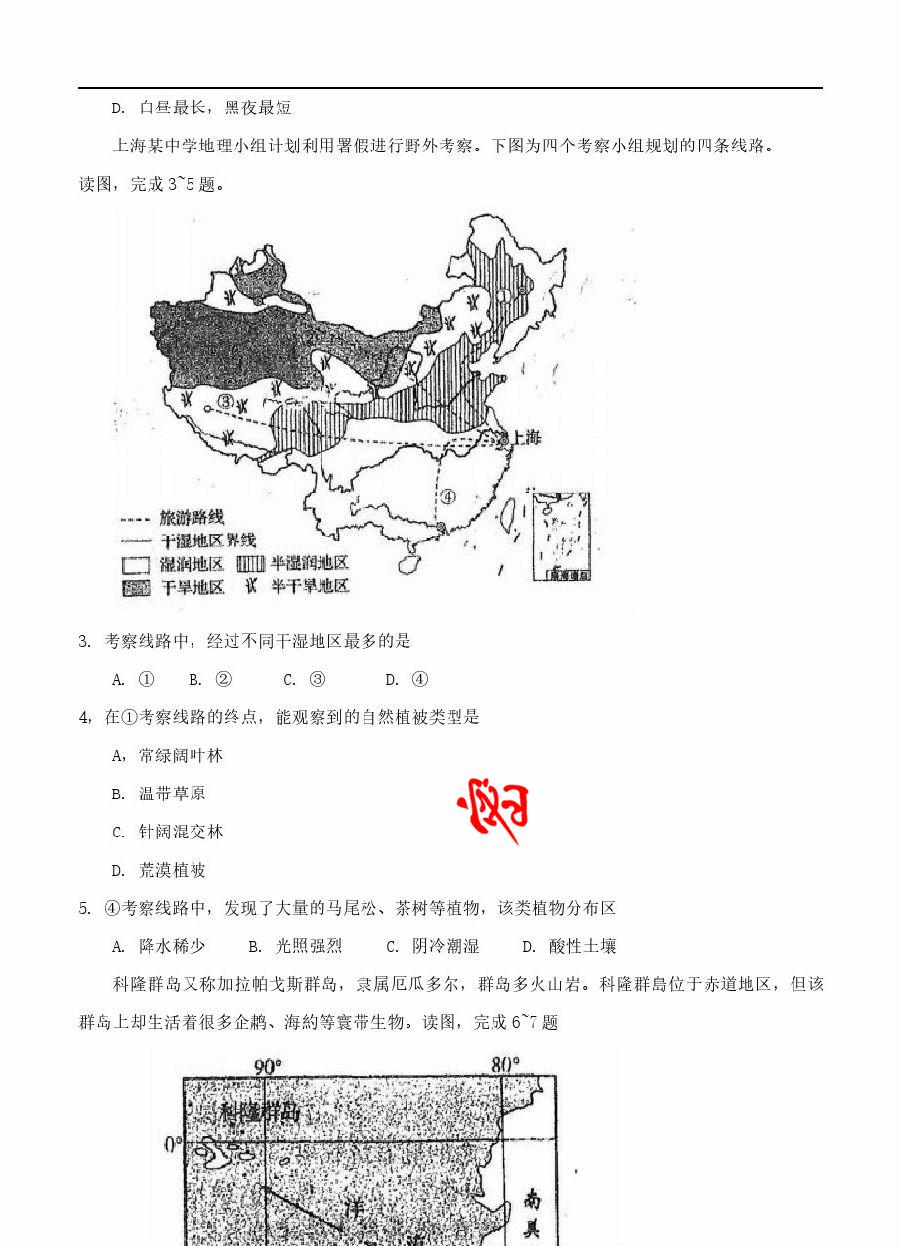 D. 白昼最长，黑夜最短
上海某中学地理小组计划利用署假进行野外考察。下图为四个考察小组规划的四条线路。
读图，完成 3~5 题。
③
上海
④
旅游路线
干湿地区界线
湿润地区 半湿润地区
干旱地区 半干旱地区
3. 考察线路中，经过不同干湿地区最多的是
A. ① B. ② C. ③ D. ④
4，在①考察线路的终点，能观察到的自然植被类型是
A，常绿阔叶林
B. 温带草原
C. 针阔混交林
D. 荒漠植被
5. ④考察线路中，发现了大量的马尾松、茶树等植物，该类植物分布区
A. 降水稀少 B. 光照强烈 C. 阴冷潮湿 D. 酸性土壤
科隆群岛又称加拉帕戈斯群岛，隶属厄瓜多尔，群岛多火山岩。科隆群島位于赤道地区，但该
群岛上却生活着很多企鹅、海約等寰带生物。读图，完成 6~7 题
90° 80°
科隆群岛
0°
洋
南